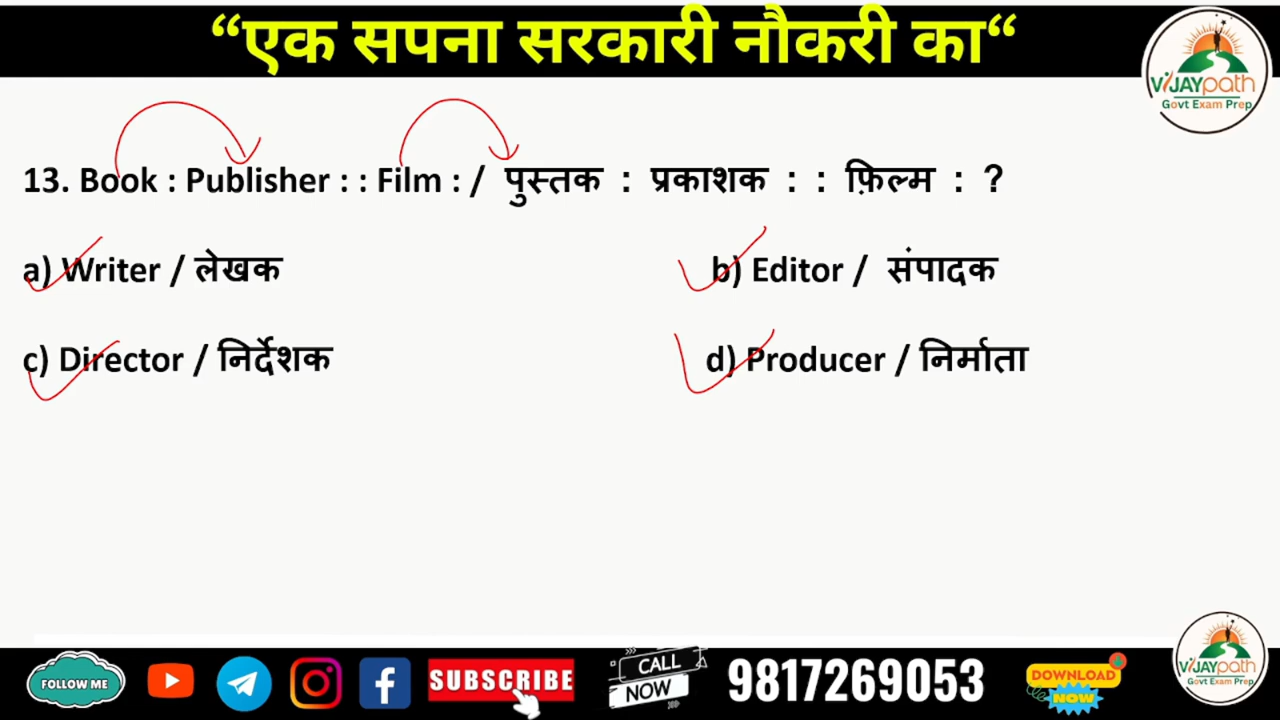 “एक सपना सरकारी नौकरी का“
VIJAYpath
Govt Exam Prep
13. Book : Publisher : : Film : / पुस्तक : प्रकाशक : : फ़िल्म : ?
a) Writer / लेखक
b) Editor / संपादक
c) Director / निर्देशक
d) Producer / निर्माता
FOLLOW ME
SUBSCRIBE
CALL
NOW
9817269053
DOWNLOAD
NOW
VIJAYpath
Govt Exam Prep